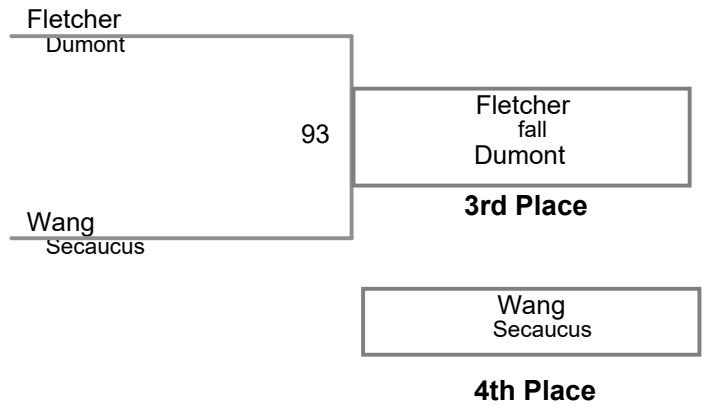 Fletcher
Dumont
93
Fletcher
fall
Dumont
3rd Place
Wang
Secaucus
Wang
Secaucus
4th Place